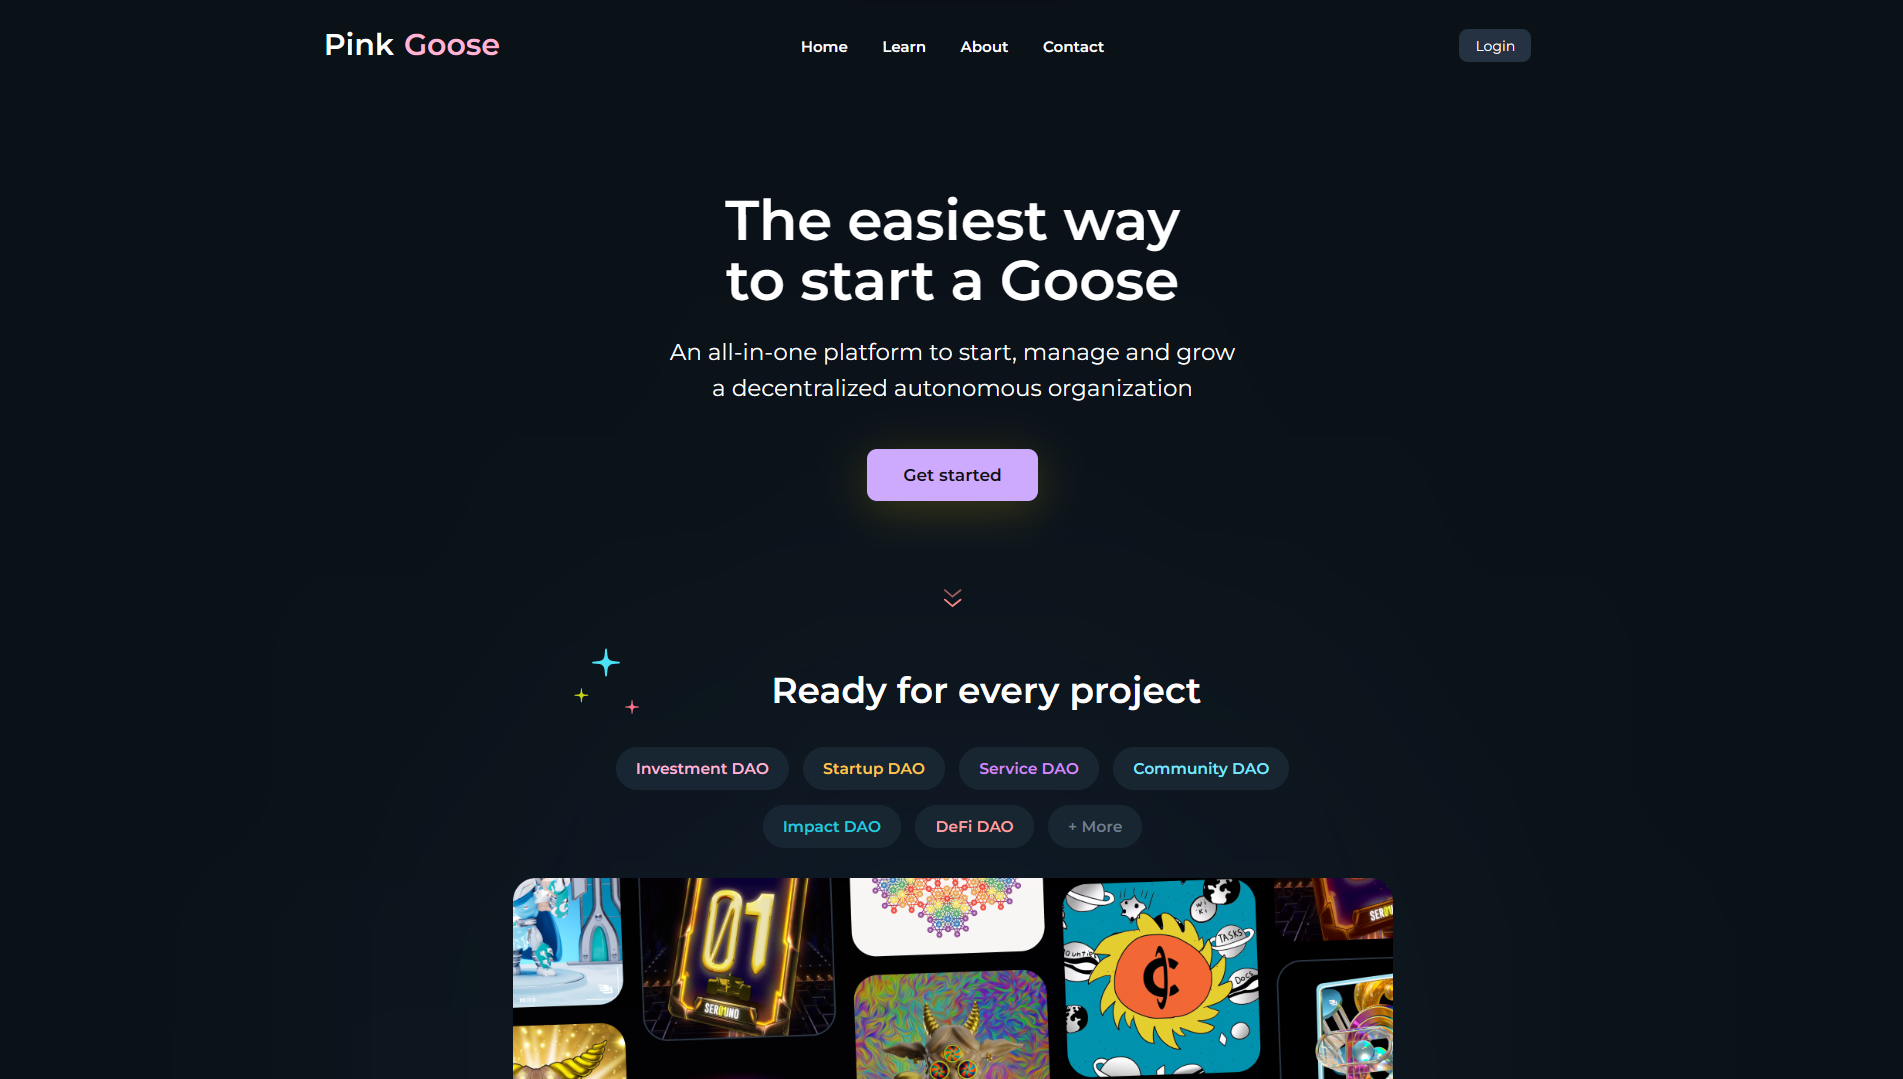 Pink Goose
Home
Learn
About
Contact
Login
The easiest way
to start a Goose
An all-in-one platform to start, manage and grow
a decentralized autonomous organization
Get started
Ready for every project
Investment DAO
Startup DAO
Service DAO
Community DAO
Impact DAO
DeFi DAO
+ More
01
WIKI
TASKS
DOCS